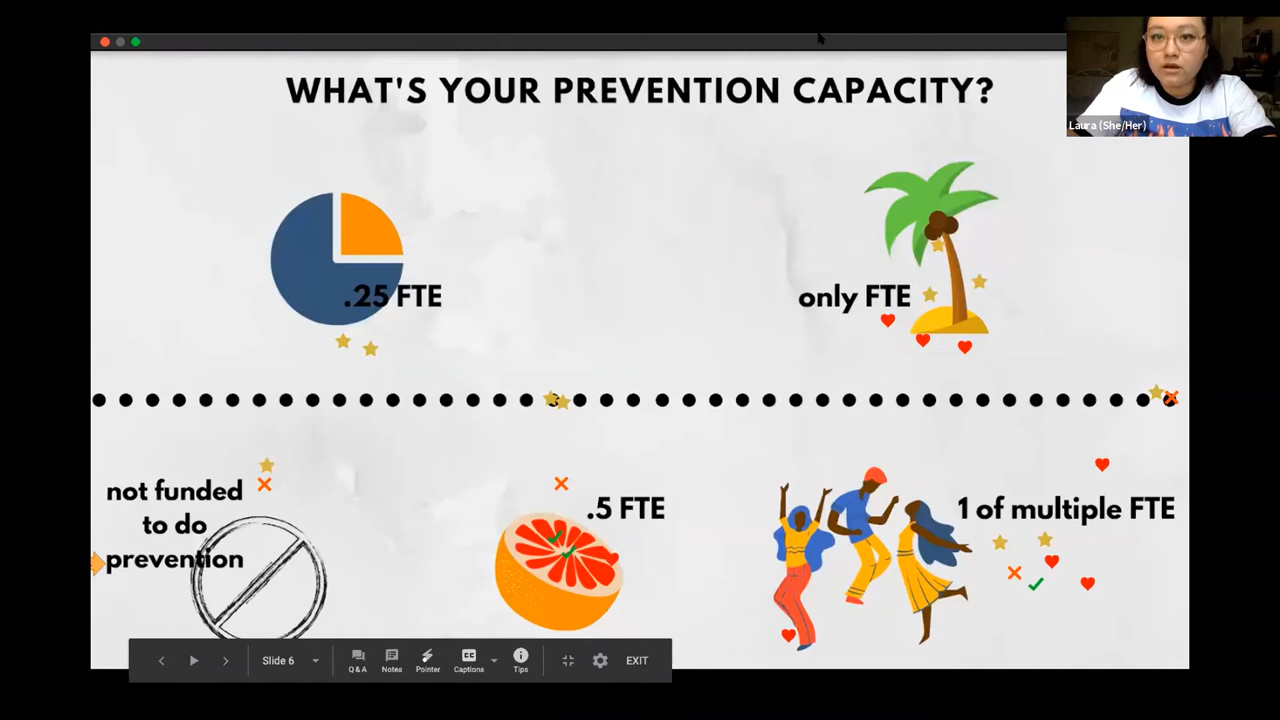 WHAT'S YOUR PREVENTION CAPACITY?
Laura (She/Her)
.25 FTE
only FTE
not funded
to do
prevention
.5 FTE
1 of multiple FTE
Slide 6
Q&A
Notes
Pointer
CC
Captions
Tips
EXIT